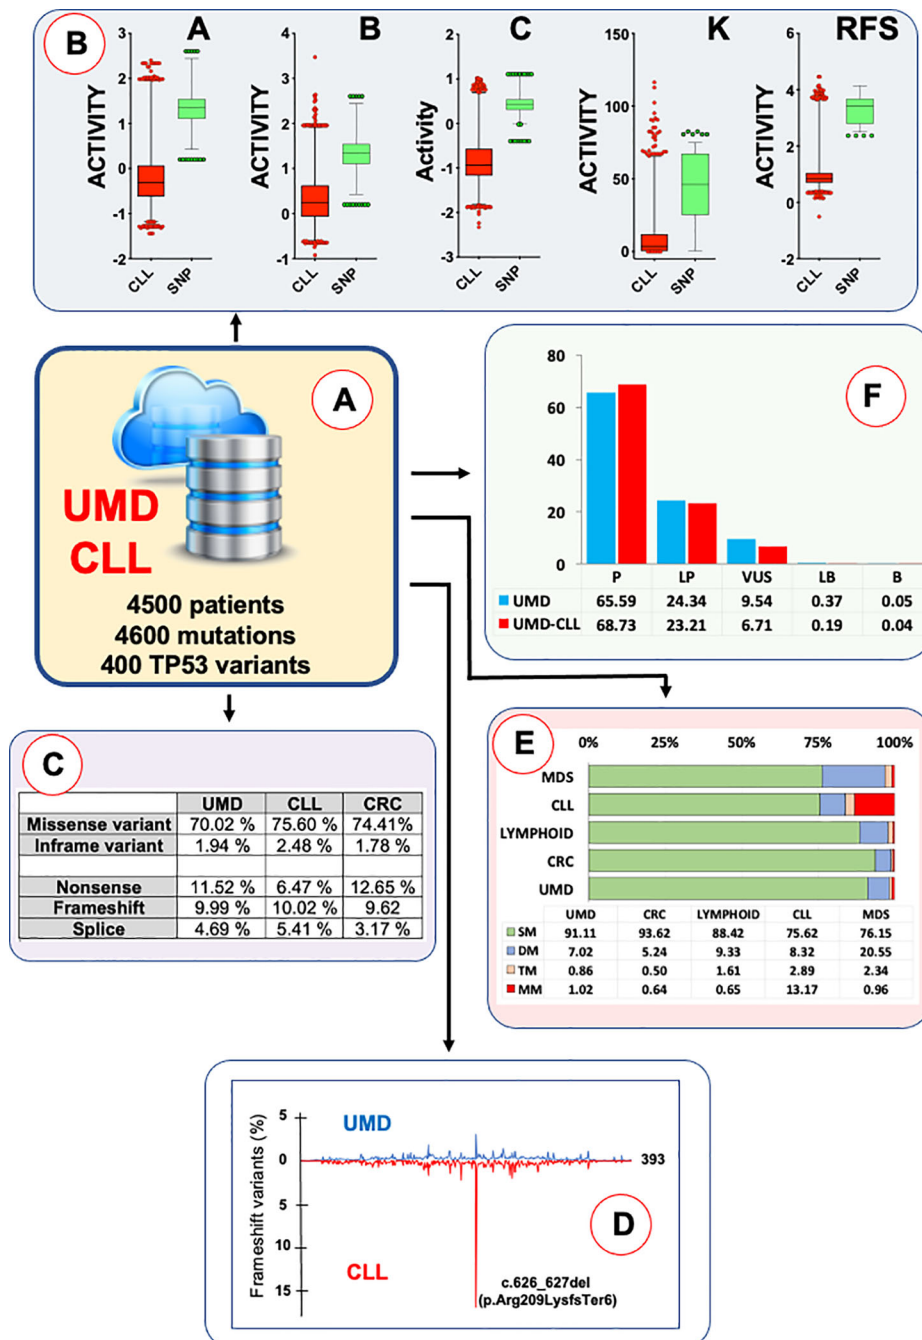 B
A
3
2
1
0
-1
-2
ACTIVITY
CLL
SNP
B
4
3
2
1
0
-1
ACTIVITY
CLL
SNP
C
2
1
0
-1
-2
-3
Activity
CLL
SNP
K
150
100
50
0
ACTIVITY
CLL
SNP
RFS
6
4
2
0
-2
ACTIVITY
CLL
SNP
A
UMD
CLL
4500 patients
4600 mutations
400 TP53 variants
F
80
60
40
20
0
P LP VUS LB B
UMD 65.59 24.34 9.54 0.37 0.05
UMD-CLL 68.73 23.21 6.71 0.19 0.04
C
UMD CLL CRC
Missense variant 70.02 % 75.60 % 74.41%
Inframe variant 1.94 % 2.48 % 1.78 %
Nonsense 11.52 % 6.47 % 12.65 %
Frameshift 9.99 % 10.02 % 9.62
Splice 4.69 % 5.41 % 3.17 %
E
0% 25% 50% 75% 100%
MDS
CLL
LYMPHOID
CRC
UMD
UMD CRC LYMPHOID CLL MDS
SM 91.11 93.62 88.42 75.62 76.15
DM 7.02 5.24 9.33 8.32 20.55
TM 0.86 0.50 1.61 2.89 2.34
MM 1.02 0.64 0.65 13.17 0.96
Frameshift variants (%)
5
0
5
10
15
UMD
393
CLL
D
c.626_627del
(p.Arg209LysfsTer6)